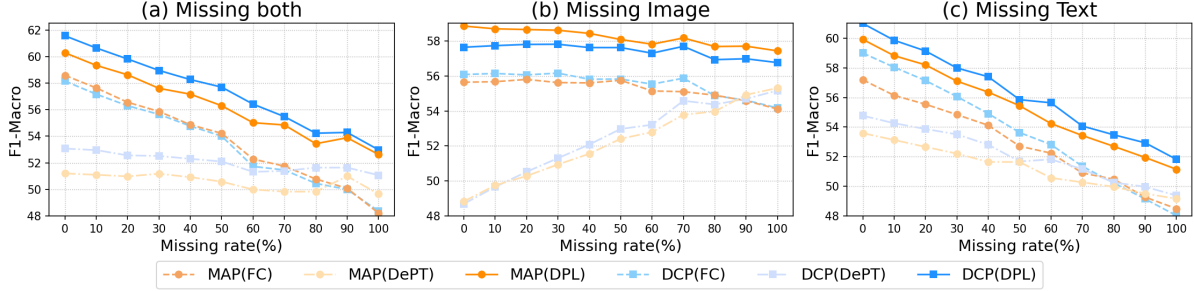 (a) Missing both
F1-Macro
62
60
58
56
54
52
50
48
0 10 20 30 40 50 60 70 80 90 100
Missing rate(%)
(b) Missing Image
F1-Macro
58
56
54
52
50
48
0 10 20 30 40 50 60 70 80 90 100
Missing rate(%)
(c) Missing Text
F1-Macro
60
58
56
54
52
50
48
0 10 20 30 40 50 60 70 80 90 100
Missing rate(%)
MAP(FC) MAP(DePT) MAP(DPL) DCP(FC) DCP(DePT) DCP(DPL)